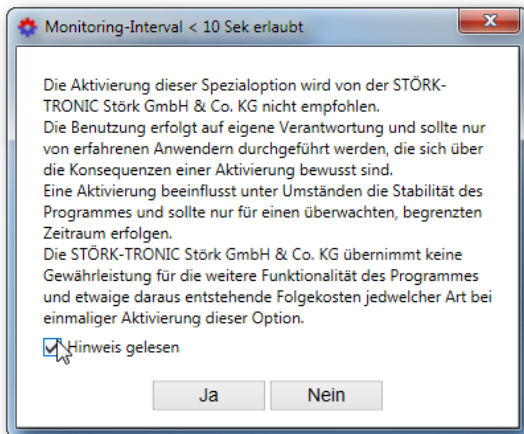 Monitoring-Interval < 10 Sek erlaubt
Die Aktivierung dieser Spezialoption wird von der STÖRK-
TRONIC Störk GmbH & Co. KG nicht empfohlen.
Die Benutzung erfolgt auf eigene Verantwortung und sollte nur
von erfahrenen Anwendern durchgeführt werden, die sich über
die Konsequenzen einer Aktivierung bewusst sind.
Eine Aktivierung beeinflusst unter Umständen die Stabilität des
Programmes und sollte nur für einen überwachten, begrenzten
Zeitraum erfolgen.
Die STÖRK-TRONIC Störk GmbH & Co. KG übernimmt keine
Gewährleistung für die weitere Funktionalität des Programmes
und etwaige daraus entstehende Folgekosten jedwelcher Art bei
einmaliger Aktivierung dieser Option.
Hinweis gelesen
Ja Nein